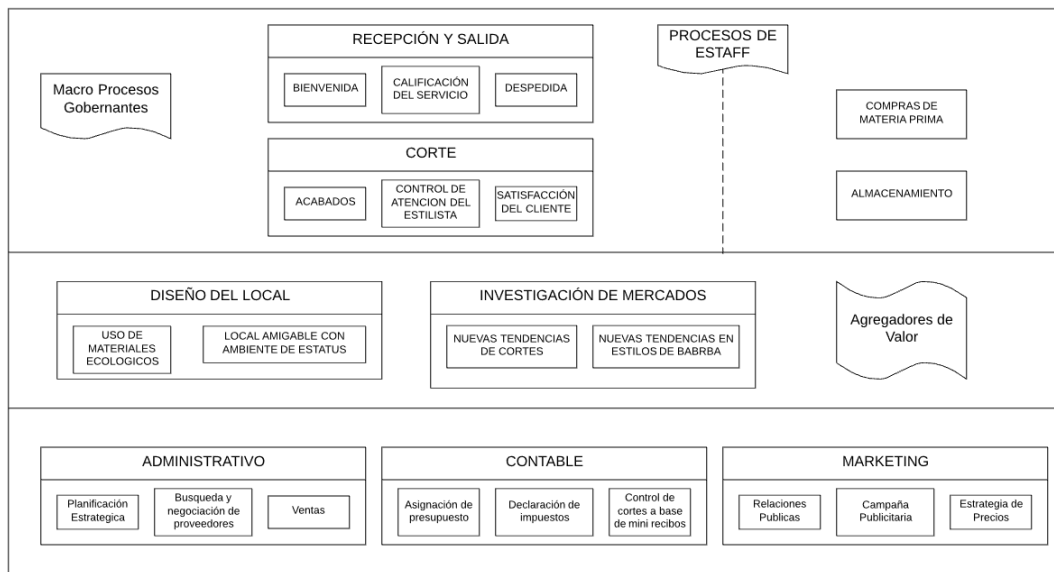 RECEPCIÓN Y SALIDA
BIENVENIDA
CALIFICACIÓN
DEL SERVICIO
DESPEDIDA
PROCESOS DE
ESTAFF
Macro Procesos
Gobernantes
COMPRAS DE
MATERIA PRIMA
CORTE
ACABADOS
CONTROL DE
ATENCION DEL
ESTILISTA
SATISFACCIÓN
DEL CLIENTE
ALMACENAMIENTO
DISEÑO DEL LOCAL
USO DE
MATERIALES
ECOLOGICOS
LOCAL AMIGABLE CON
AMBIENTE DE ESTATUS
INVESTIGACIÓN DE MERCADOS
NUEVAS TENDENCIAS
DE CORTES
NUEVAS TENDENCIAS EN
ESTILOS DE BABRBA
Agregadores de
Valor
ADMINISTRATIVO
Planificación
Estrategica
Busqueda y
negociación de
proveedores
Ventas
CONTABLE
Asignación de
presupuesto
Declaración de
impuestos
Control de
cortes a base
de mini recibos
MARKETING
Relaciones
Publicas
Campaña
Publicitaria
Estrategia de
Precios